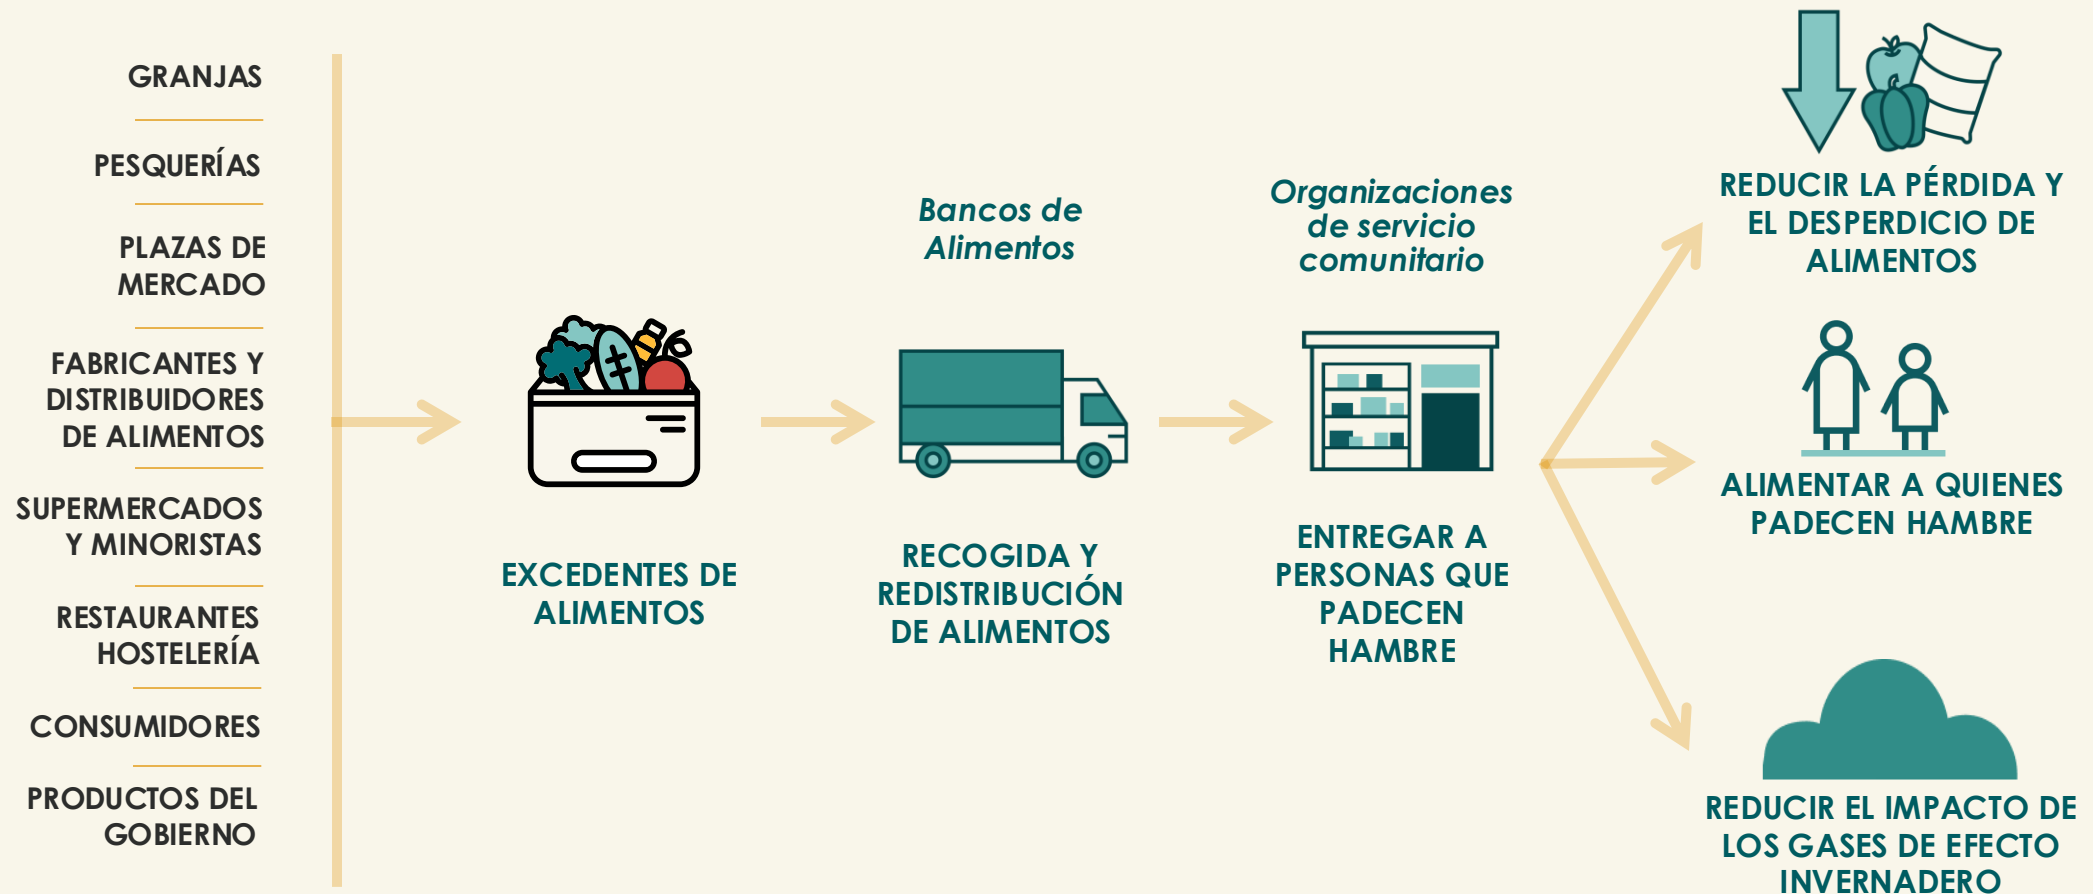 GRANJAS
PESQUERÍAS
PLAZAS DE
MERCADO
FABRICANTES Y
DISTRIBUIDORES
DE ALIMENTOS
SUPERMERCADOS
Y MINORISTAS
RESTAURANTES
HOSTELERÍA
CONSUMIDORES
PRODUCTOS DEL
GOBIERNO
EXCEDENTES DE
ALIMENTOS
Bancos de
Alimentos
RECOGIDA Y
REDISTRIBUCIÓN
DE ALIMENTOS
Organizaciones
de servicio
comunitario
ENTREGAR A
PERSONAS QUE
PADECEN
HAMBRE
REDUCIR LA PÉRDIDA Y
EL DESPERDICIO DE
ALIMENTOS
ALIMENTAR A QUIENES
PADECEN HAMBRE
REDUCIR EL IMPACTO DE
LOS GASES DE EFECTO
INVERNADERO